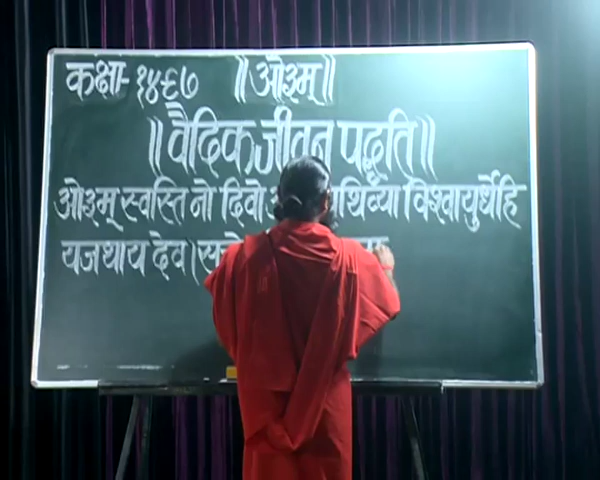 कक्षा- १४६७ ॥ओ३म्॥
॥वैदिक जीवन पद्धति॥
ओ३म् स्वस्ति नो दिवो पृथिव्या विश्वायुर्धेहि
यजथाय देव।